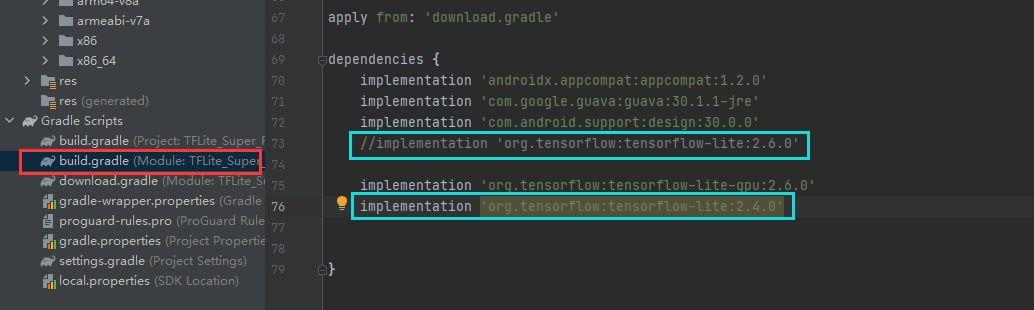 arm64-v8a
armeabi-v7a
x86
x86_64
res
res (generated)
Gradle Scripts
build.gradle (Project: TFLite_Super_
build.gradle (Module: TFLite_Super_
download.gradle (Module: TFLite_S
gradle-wrapper.properties (Gradle
proguard-rules.pro (ProGuard Rule
gradle.properties (Project Propertie
settings.gradle (Project Settings)
local.properties (SDK Location)
67 apply from: 'download.gradle'
68
69 dependencies {
70 implementation 'androidx.appcompat:appcompat:1.2.0'
71 implementation 'com.google.guava:guava:30.1.1-jre'
72 implementation 'com.android.support:design:30.0.0'
73 //implementation 'org.tensorflow:tensorflow-lite:2.6.0'
74
75 implementation 'org.tensorflow:tensorflow-lite-gpu:2.6.0'
76 implementation 'org.tensorflow:tensorflow-lite:2.4.0'
77
78
79 }